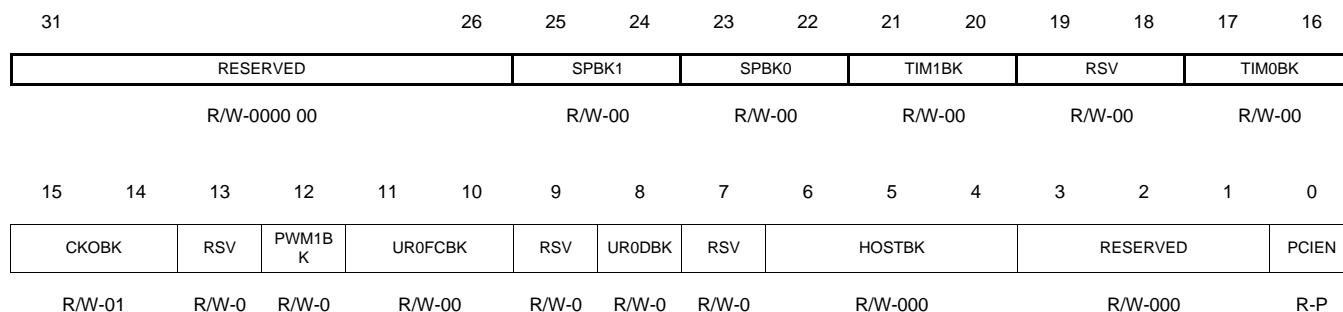 31 26 25 24 23 22 21 20 19 18 17 16
RESERVED SPBK1 SPBK0 TIM1BK RSV TIM0BK
R/W-0000 00 R/W-00 R/W-00 R/W-00 R/W-00 R/W-00
15 14 13 12 11 10 9 8 7 6 5 4 3 2 1 0
CKOBK RSV PWM1B
K UR0FCBK RSV UR0DBK RSV HOSTBK RESERVED PCIEN
R/W-01 R/W-0 R/W-0 R/W-00 R/W-0 R/W-0 R/W-0 R/W-000 R/W-000 R-P